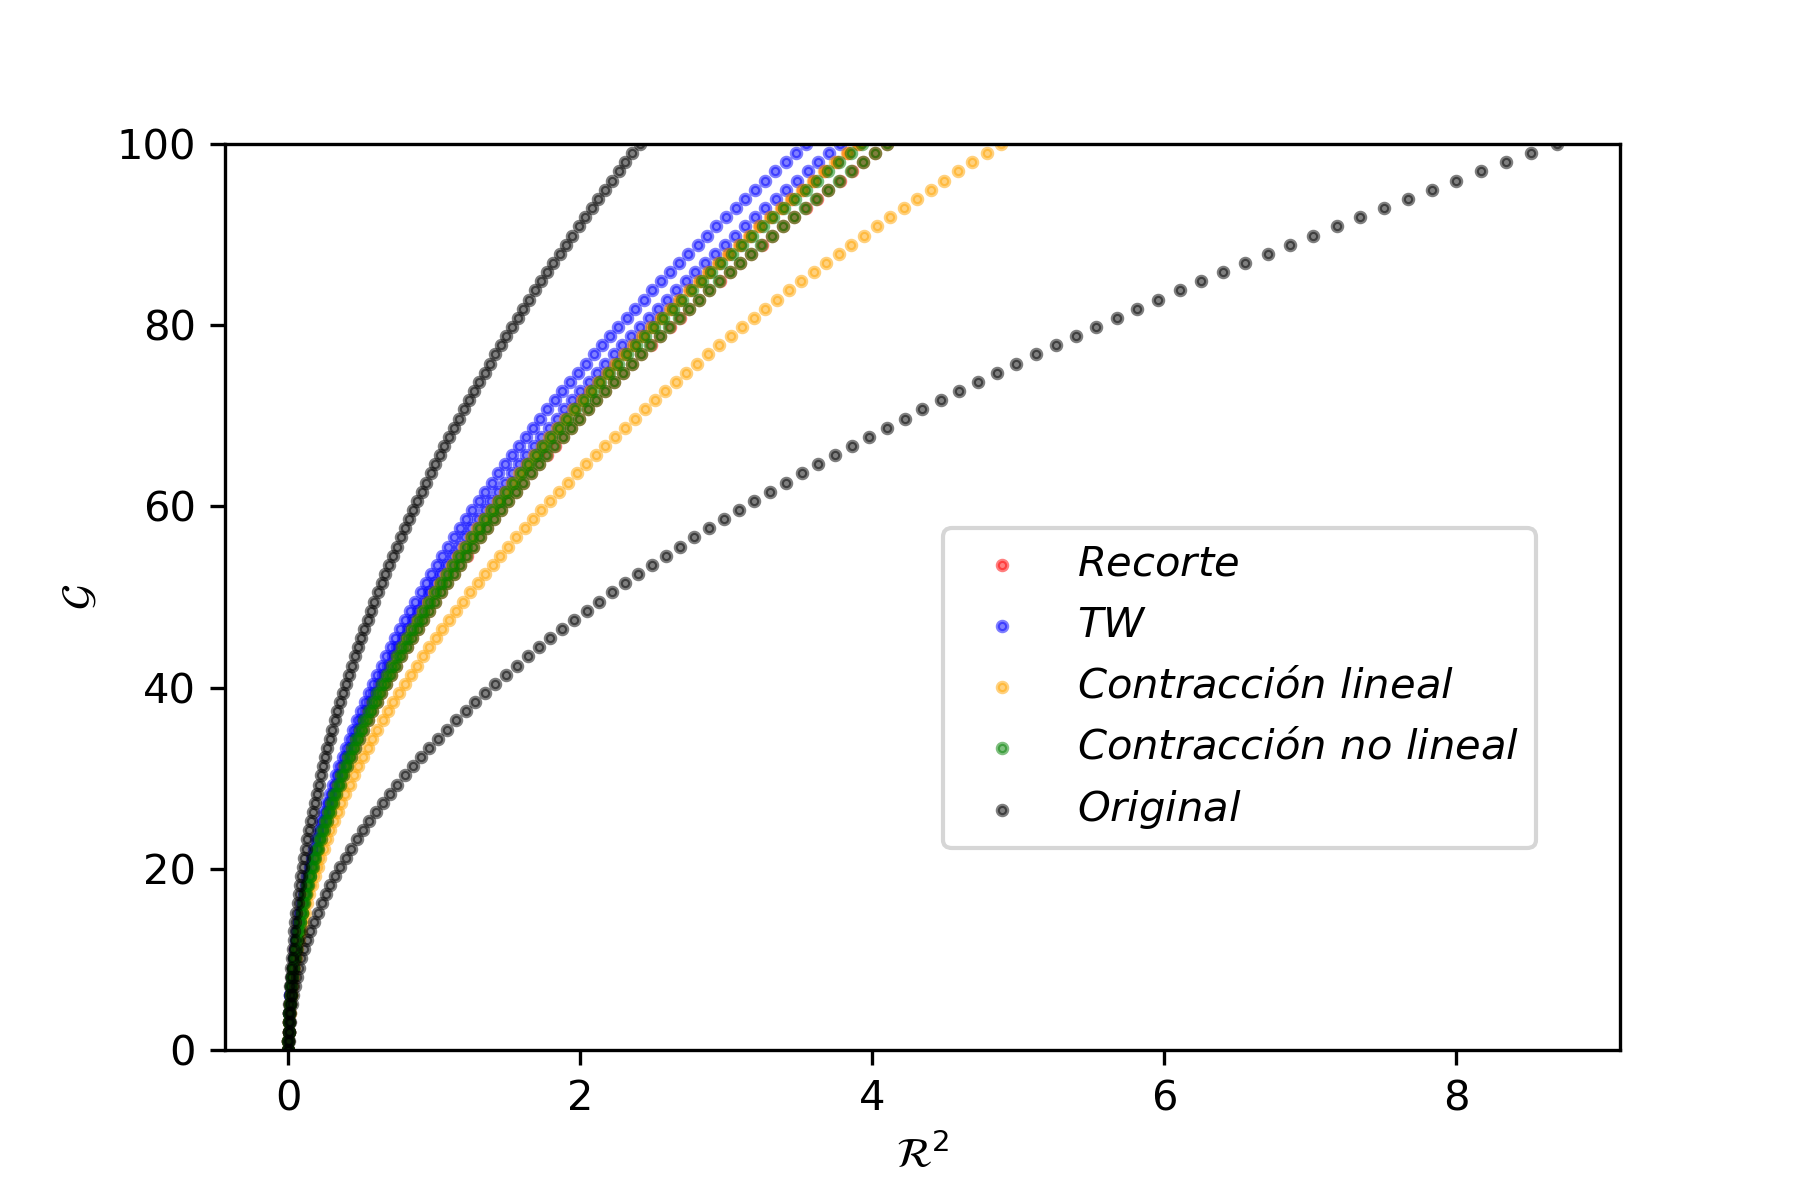 100
80
60
40
20
0
𝒢
Recorte
TW
Contracción lineal
Contracción no lineal
Original
0 2 4 6 8
ℛ²